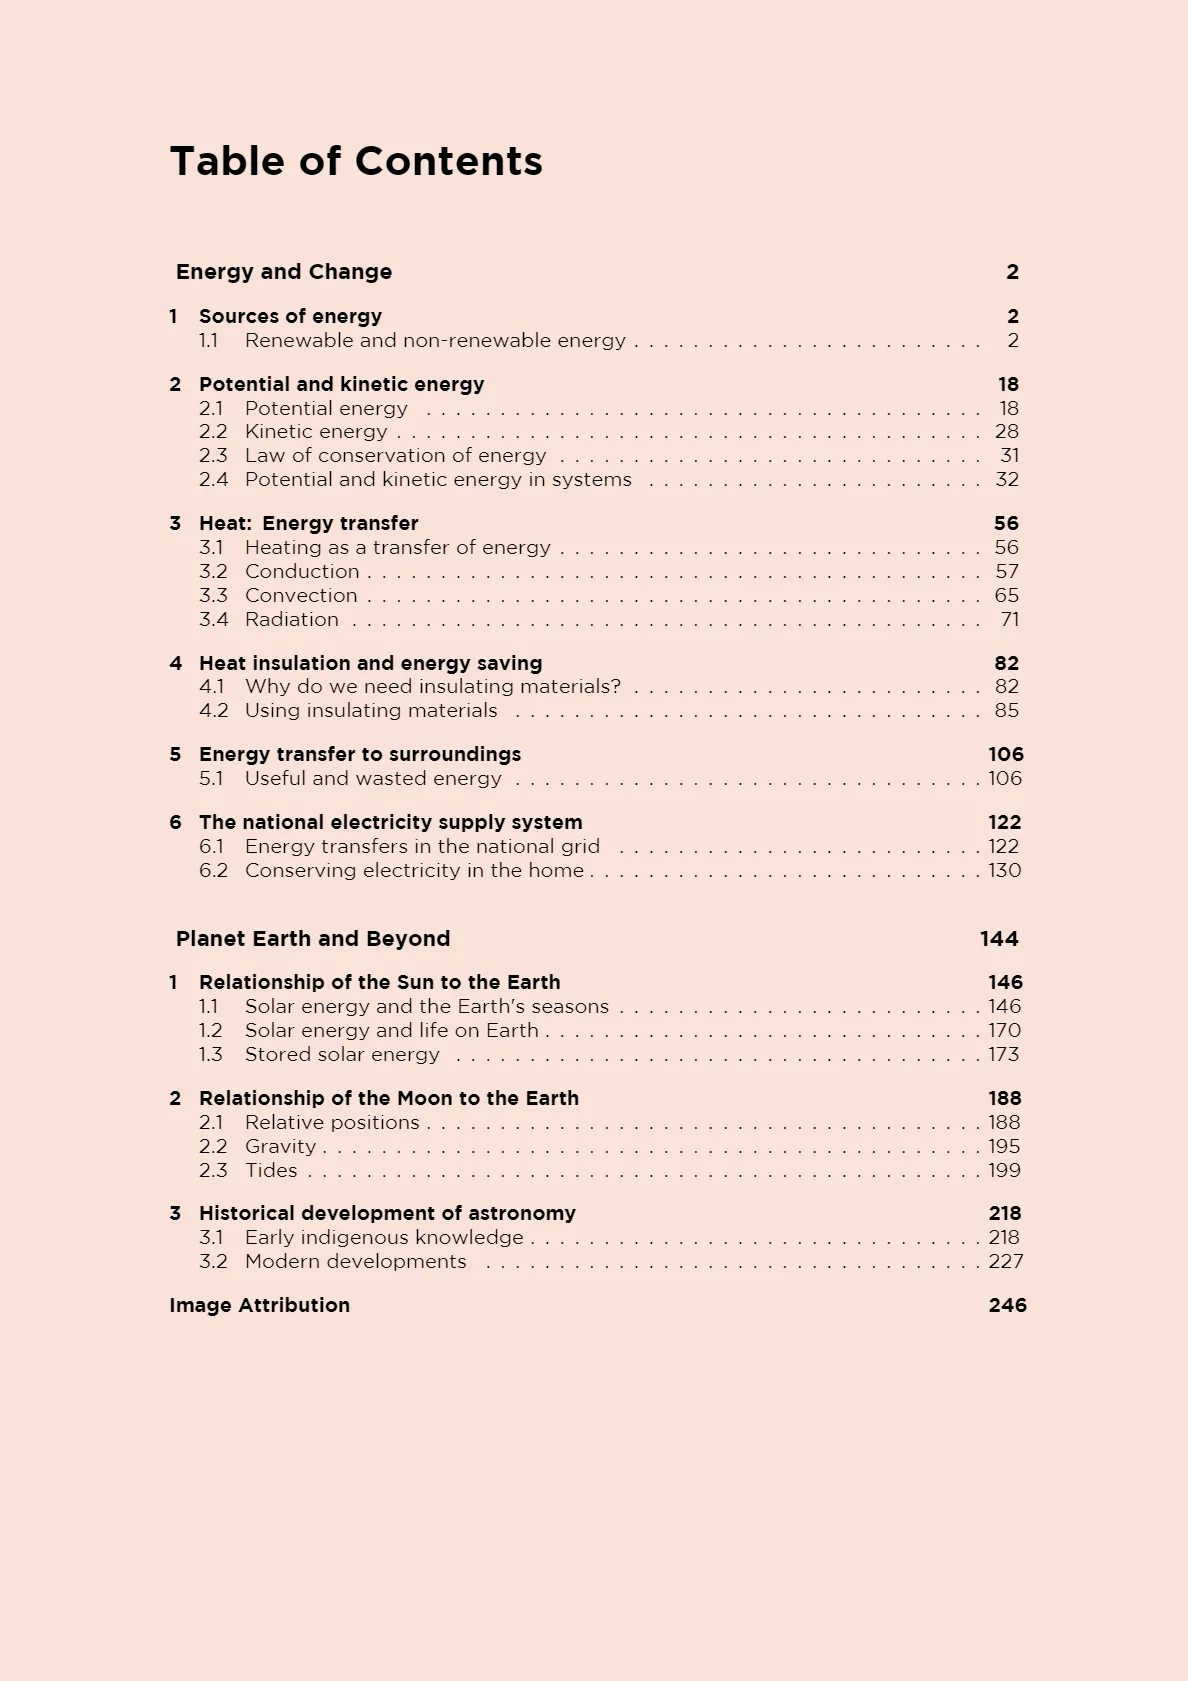 Table of Contents
Energy and Change 2
1 Sources of energy 2
1.1 Renewable and non-renewable energy . . . . . . . . . . . . . . . . . . . . . . . . 2
2 Potential and kinetic energy 18
2.1 Potential energy . . . . . . . . . . . . . . . . . . . . . . . . . . . . . . . . . . . . . . 18
2.2 Kinetic energy . . . . . . . . . . . . . . . . . . . . . . . . . . . . . . . . . . . . . . . . 28
2.3 Law of conservation of energy . . . . . . . . . . . . . . . . . . . . . . . . . . . . . 31
2.4 Potential and kinetic energy in systems . . . . . . . . . . . . . . . . . . . . . . . 32
3 Heat: Energy transfer 56
3.1 Heating as a transfer of energy . . . . . . . . . . . . . . . . . . . . . . . . . . . . . 56
3.2 Conduction . . . . . . . . . . . . . . . . . . . . . . . . . . . . . . . . . . . . . . . . . . 57
3.3 Convection . . . . . . . . . . . . . . . . . . . . . . . . . . . . . . . . . . . . . . . . . . 65
3.4 Radiation . . . . . . . . . . . . . . . . . . . . . . . . . . . . . . . . . . . . . . . . . . . 71
4 Heat insulation and energy saving 82
4.1 Why do we need insulating materials? . . . . . . . . . . . . . . . . . . . . . . . . 82
4.2 Using insulating materials . . . . . . . . . . . . . . . . . . . . . . . . . . . . . . . . 85
5 Energy transfer to surroundings 106
5.1 Useful and wasted energy . . . . . . . . . . . . . . . . . . . . . . . . . . . . . . . . 106
6 The national electricity supply system 122
6.1 Energy transfers in the national grid . . . . . . . . . . . . . . . . . . . . . . . . . 122
6.2 Conserving electricity in the home . . . . . . . . . . . . . . . . . . . . . . . . . . . 130
Planet Earth and Beyond 144
1 Relationship of the Sun to the Earth 146
1.1 Solar energy and the Earth's seasons . . . . . . . . . . . . . . . . . . . . . . . . . 146
1.2 Solar energy and life on Earth . . . . . . . . . . . . . . . . . . . . . . . . . . . . . . 170
1.3 Stored solar energy . . . . . . . . . . . . . . . . . . . . . . . . . . . . . . . . . . . . 173
2 Relationship of the Moon to the Earth 188
2.1 Relative positions . . . . . . . . . . . . . . . . . . . . . . . . . . . . . . . . . . . . . . 188
2.2 Gravity . . . . . . . . . . . . . . . . . . . . . . . . . . . . . . . . . . . . . . . . . . . . . 195
2.3 Tides . . . . . . . . . . . . . . . . . . . . . . . . . . . . . . . . . . . . . . . . . . . . . . 199
3 Historical development of astronomy 218
3.1 Early indigenous knowledge . . . . . . . . . . . . . . . . . . . . . . . . . . . . . . . 218
3.2 Modern developments . . . . . . . . . . . . . . . . . . . . . . . . . . . . . . . . . . 227
Image Attribution 246